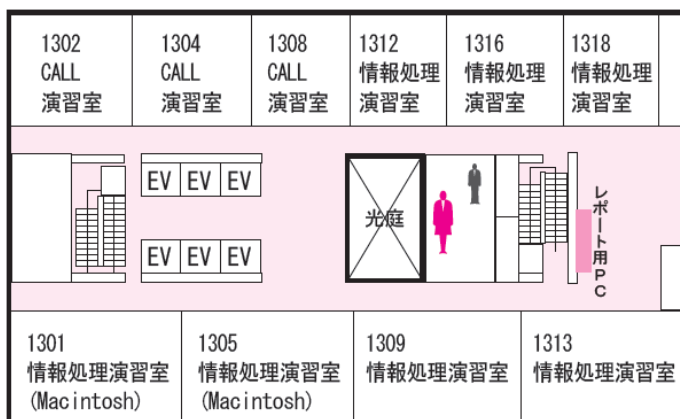 1302
CALL
演習室
1304
CALL
演習室
1308
CALL
演習室
1312
情報処理
演習室
1316
情報処理
演習室
1318
情報処理
演習室
EV EV EV
光庭
レポート用PC
EV EV EV
1301
情報処理演習室
(Macintosh)
1305
情報処理演習室
(Macintosh)
1309
情報処理演習室
1313
情報処理演習室